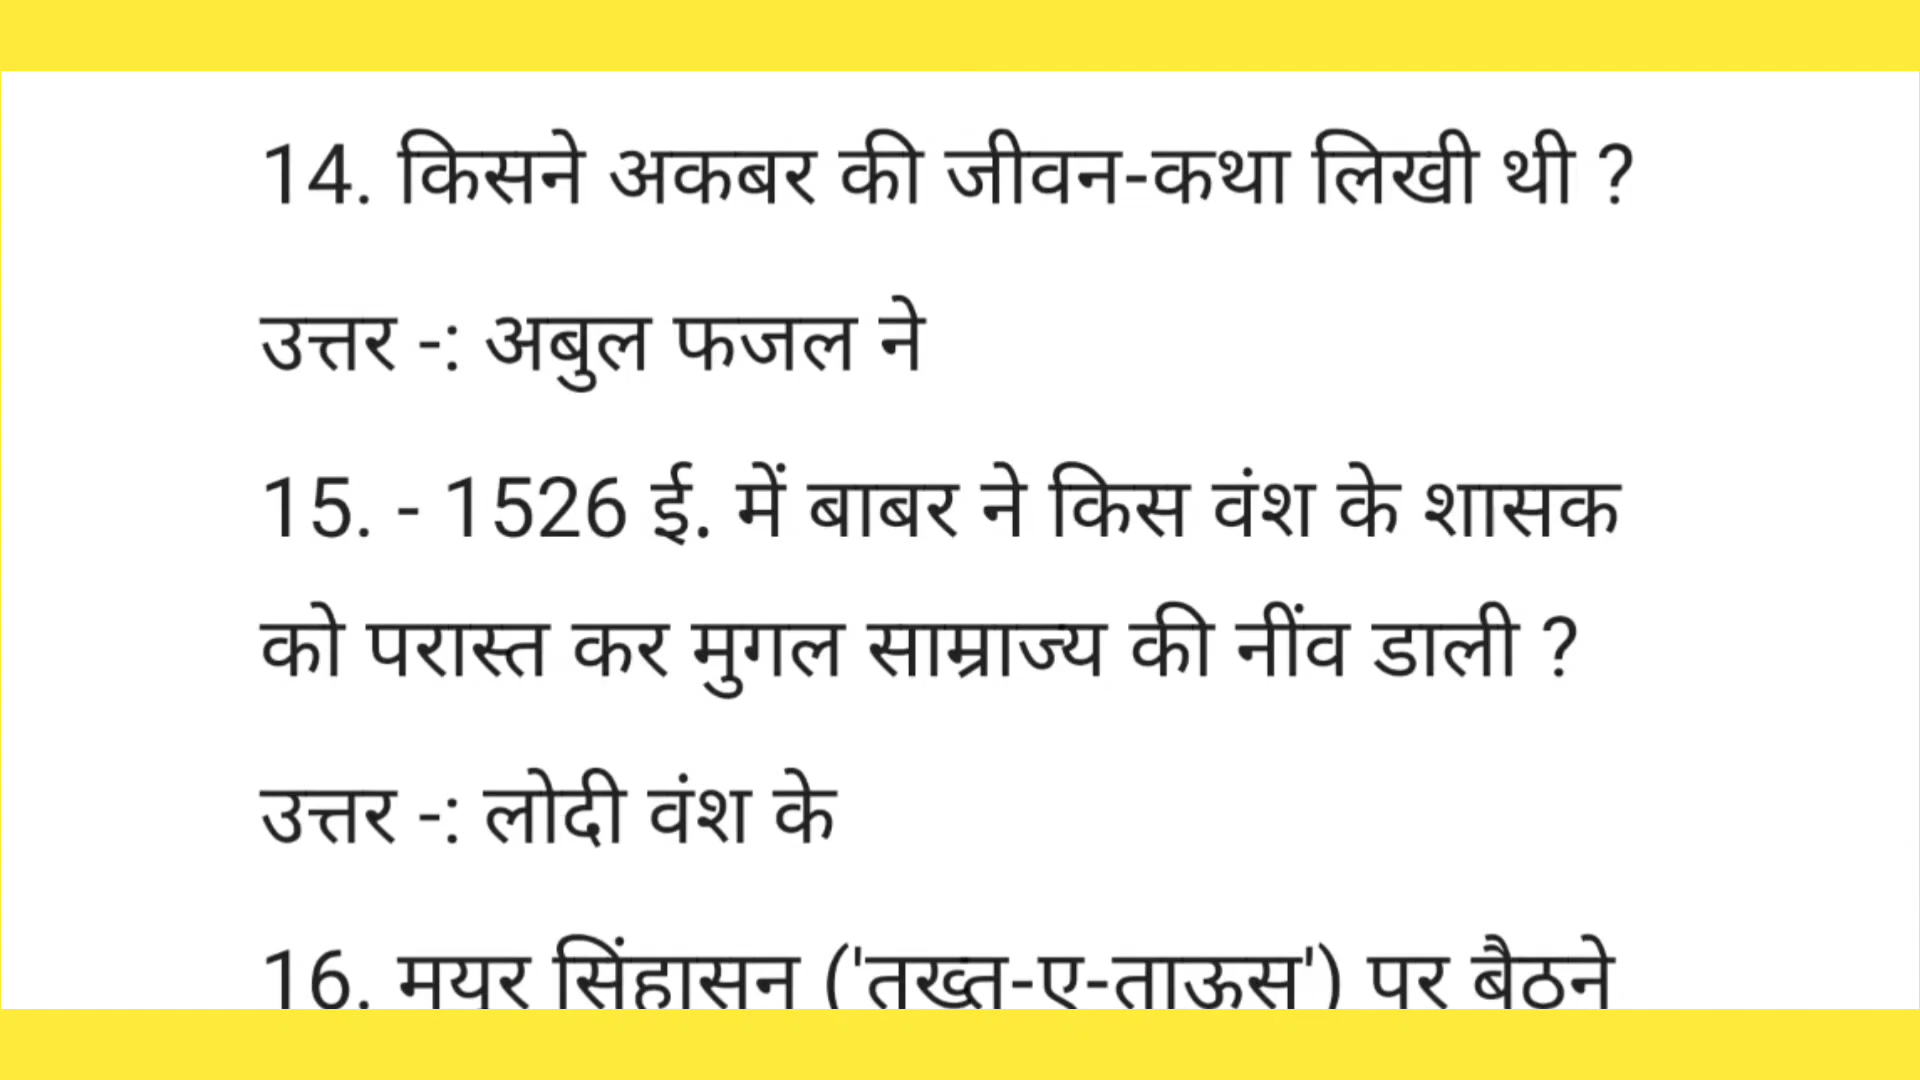 14. किसने अकबर की जीवन-कथा लिखी थी ?
उत्तर -: अबुल फजल ने
15. - 1526 ई. में बाबर ने किस वंश के शासक
को परास्त कर मुगल साम्राज्य की नींव डाली ?
उत्तर -: लोदी वंश के
16. मयूर सिंहासन ('तख्त-ए-ताऊस') पर बैठने